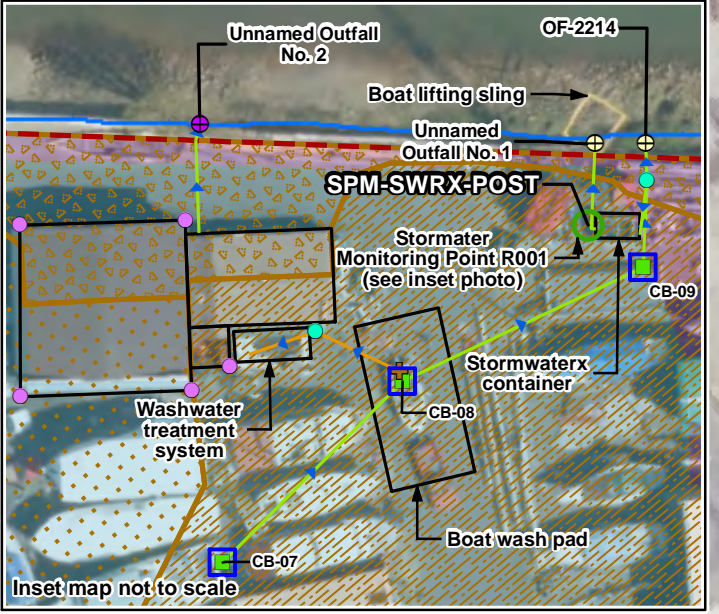 Unnamed Outfall
No. 2
OF-2214
Boat lifting sling
Unnamed
Outfall No. 1
SPM-SWRX-POST
Stormater
Monitoring Point R001
(see inset photo)
CB-09
Stormwaterx
container
Washwater
treatment
system
CB-08
Boat wash pad
CB-07
Inset map not to scale